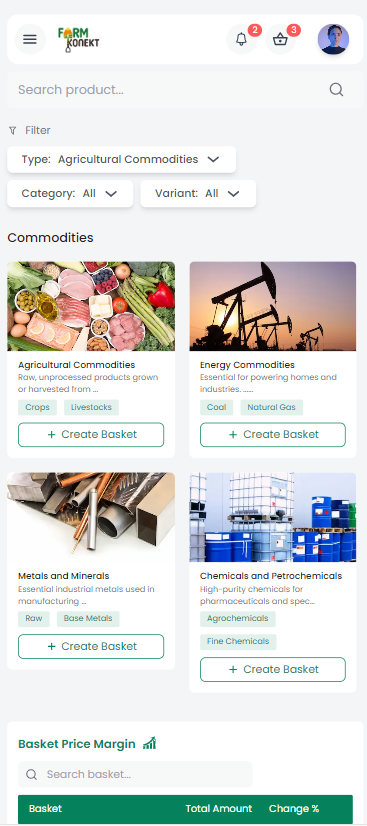 FARM
KONEKT
2
3
Search product...
Filter
Type: Agricultural Commodities
Category: All
Variant: All
Commodities
Agricultural Commodities
Raw, unprocessed products grown
or harvested from ...
Crops
Livestocks
+ Create Basket
Energy Commodities
Essential for powering homes and
industries. ......
Coal
Natural Gas
+ Create Basket
Metals and Minerals
Essential industrial metals used in
manufacturing ...
Raw
Base Metals
+ Create Basket
Chemicals and Petrochemicals
High-purity chemicals for
pharmaceuticals and spec...
Agrochemicals
Fine Chemicals
+ Create Basket
Basket Price Margin
Search basket...
Basket Total Amount Change %